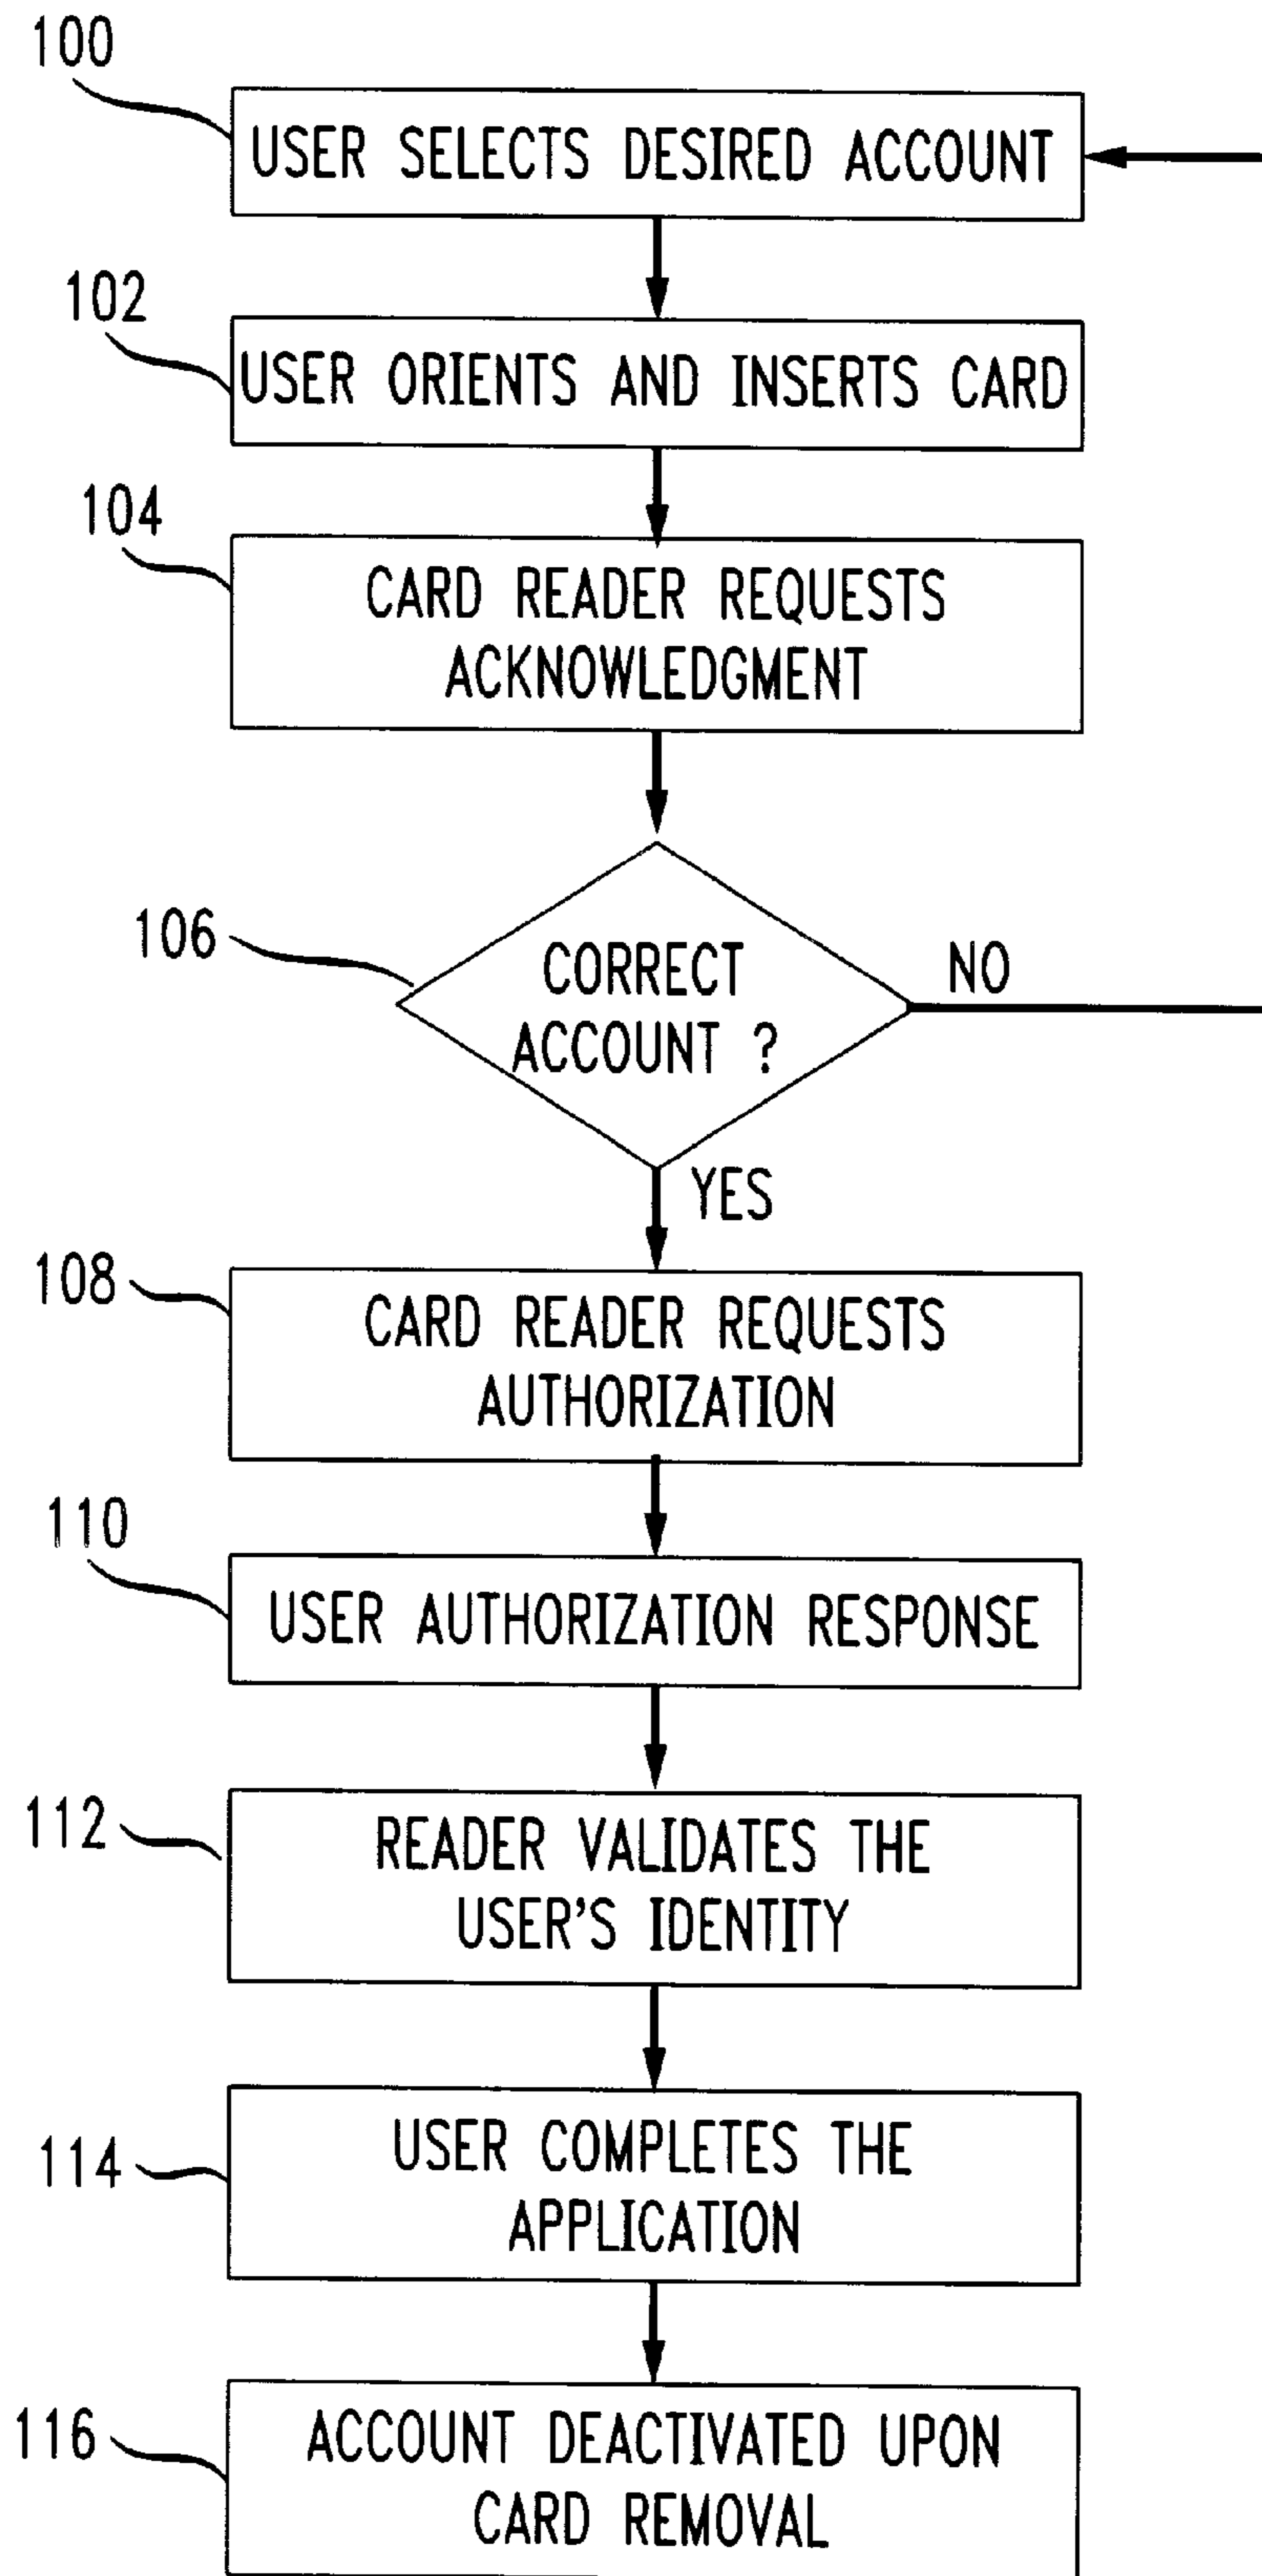 100
USER SELECTS DESIRED ACCOUNT
102
USER ORIENTS AND INSERTS CARD
104
CARD READER REQUESTS
ACKNOWLEDGMENT
106
CORRECT
ACCOUNT ?
NO
YES
108
CARD READER REQUESTS
AUTHORIZATION
110
USER AUTHORIZATION RESPONSE
112
READER VALIDATES THE
USER'S IDENTITY
114
USER COMPLETES THE
APPLICATION
116
ACCOUNT DEACTIVATED UPON
CARD REMOVAL